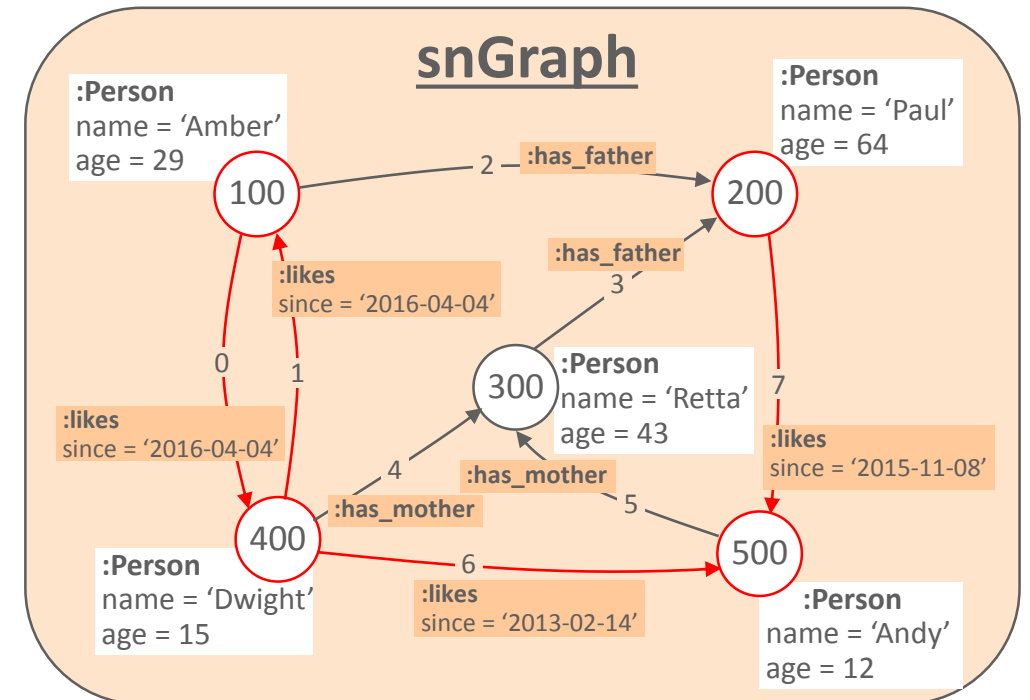 snGraph
:Person
name = ‘Amber’
age = 29
:Person
name = ‘Paul’
age = 64
100
2
:has_father
200
:has_father
3
:likes
since = ‘2016-04-04’
0
1
300
:Person
name = ‘Retta’
age = 43
7
:likes
since = ‘2016-04-04’
:likes
since = ‘2015-11-08’
4
:has_mother
:has_mother
5
400
500
6
:Person
name = ‘Dwight’
age = 15
:likes
since = ‘2013-02-14’
:Person
name = ‘Andy’
age = 12